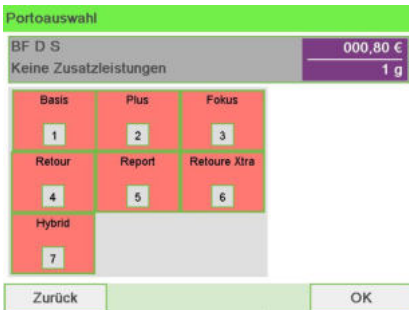 Portoauswahl
BF D S
000,80 €
Keine Zusatzleistungen
1 g
Basis
Plus
Fokus
1
2
3
Retour
Report
Retoure Xtra
4
5
6
Hybrid
7
Zurück
OK